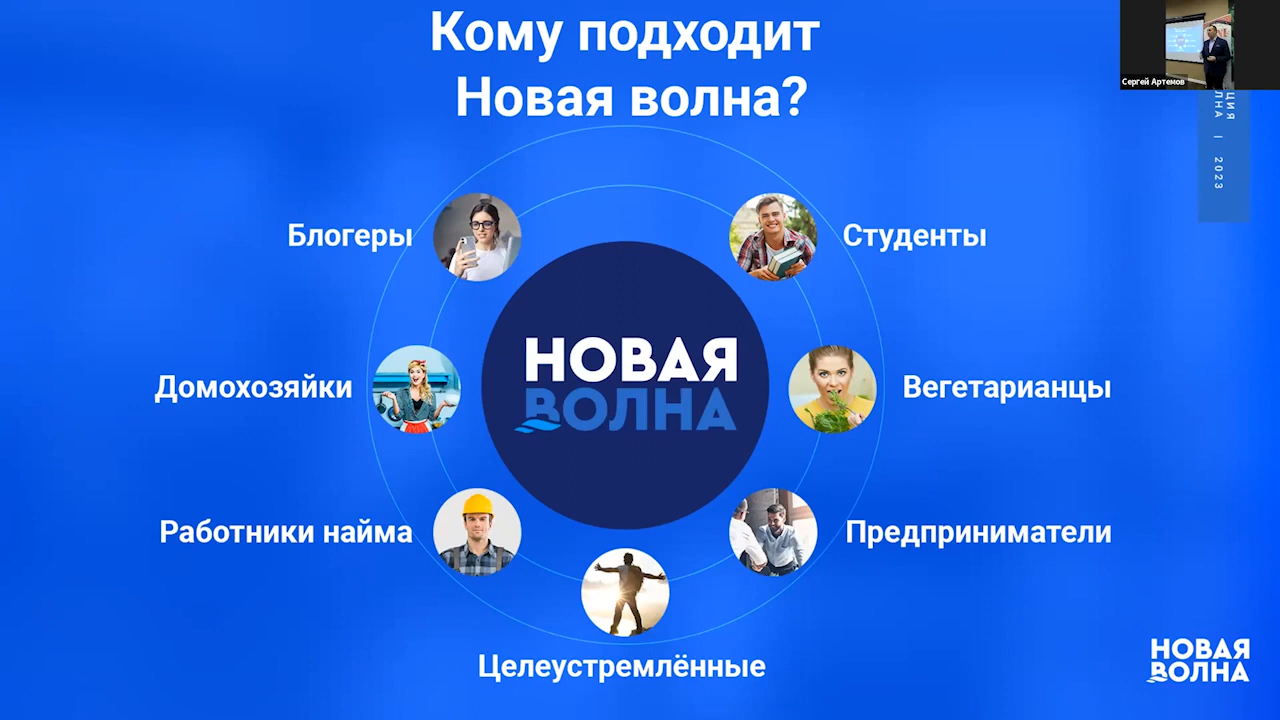 Кому подходит
Новая волна?
Сергей Артемов
2023
Блогеры
Студенты
НОВАЯ
ВОЛНА
Домохозяйки
Вегетарианцы
Работники найма
Предприниматели
Целеустремлённые
НОВАЯ
ВОЛНА